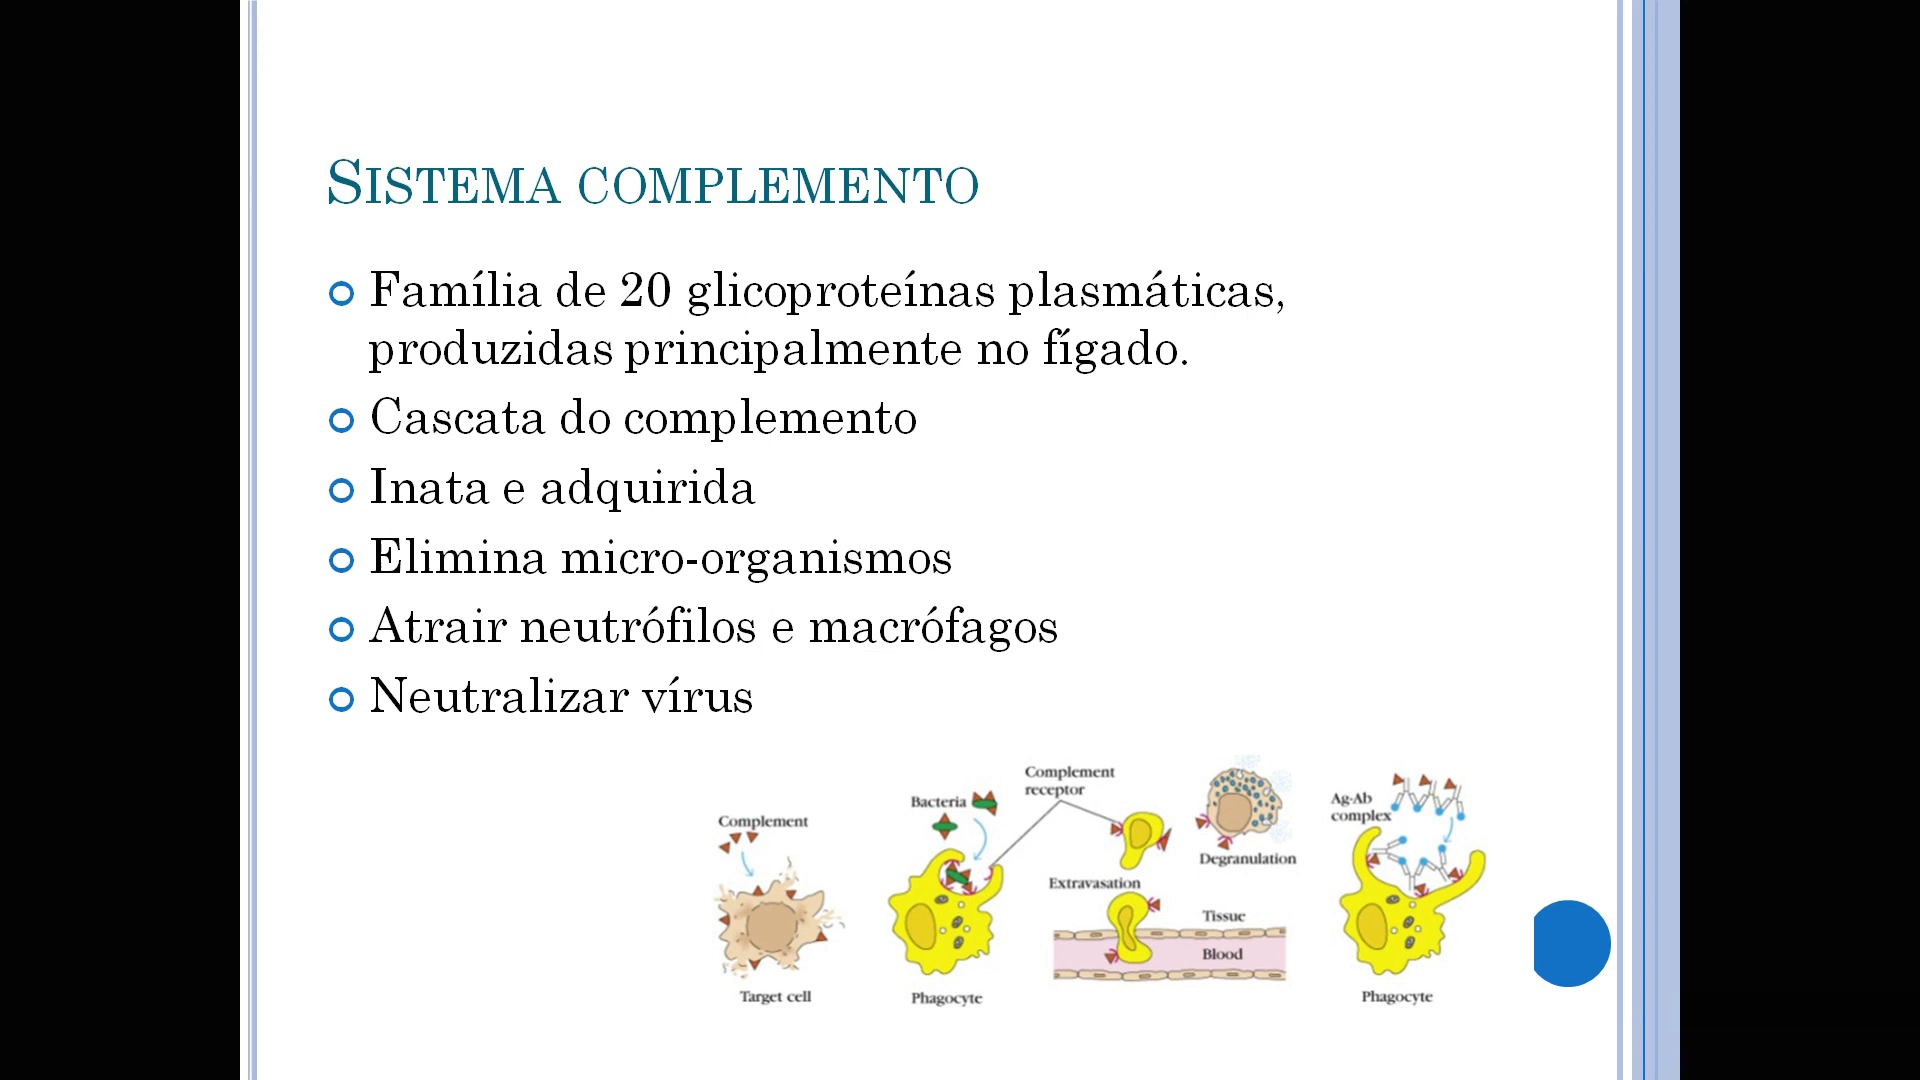 Sistema complemento
Família de 20 glicoproteínas plasmáticas,
produzidas principalmente no fígado.
Cascata do complemento
Inata e adquirida
Elimina micro-organismos
Atrair neutrófilos e macrófagos
Neutralizar vírus
Complement
Target cell
Bacteria
Phagocyte
Complement
receptor
Extravasation
Degranulation
Tissue
Blood
Ag-Ab
complex
Phagocyte